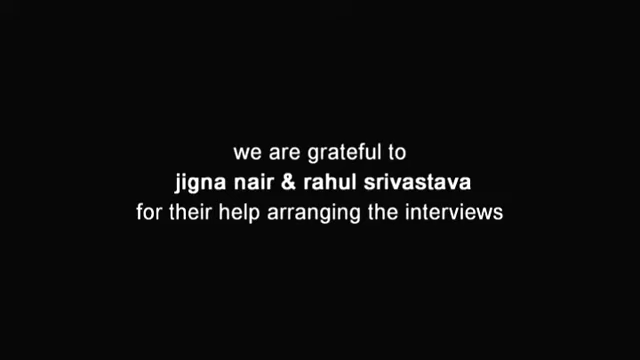 we are grateful to
jigna nair & rahul srivastava
for their help arranging the interviews